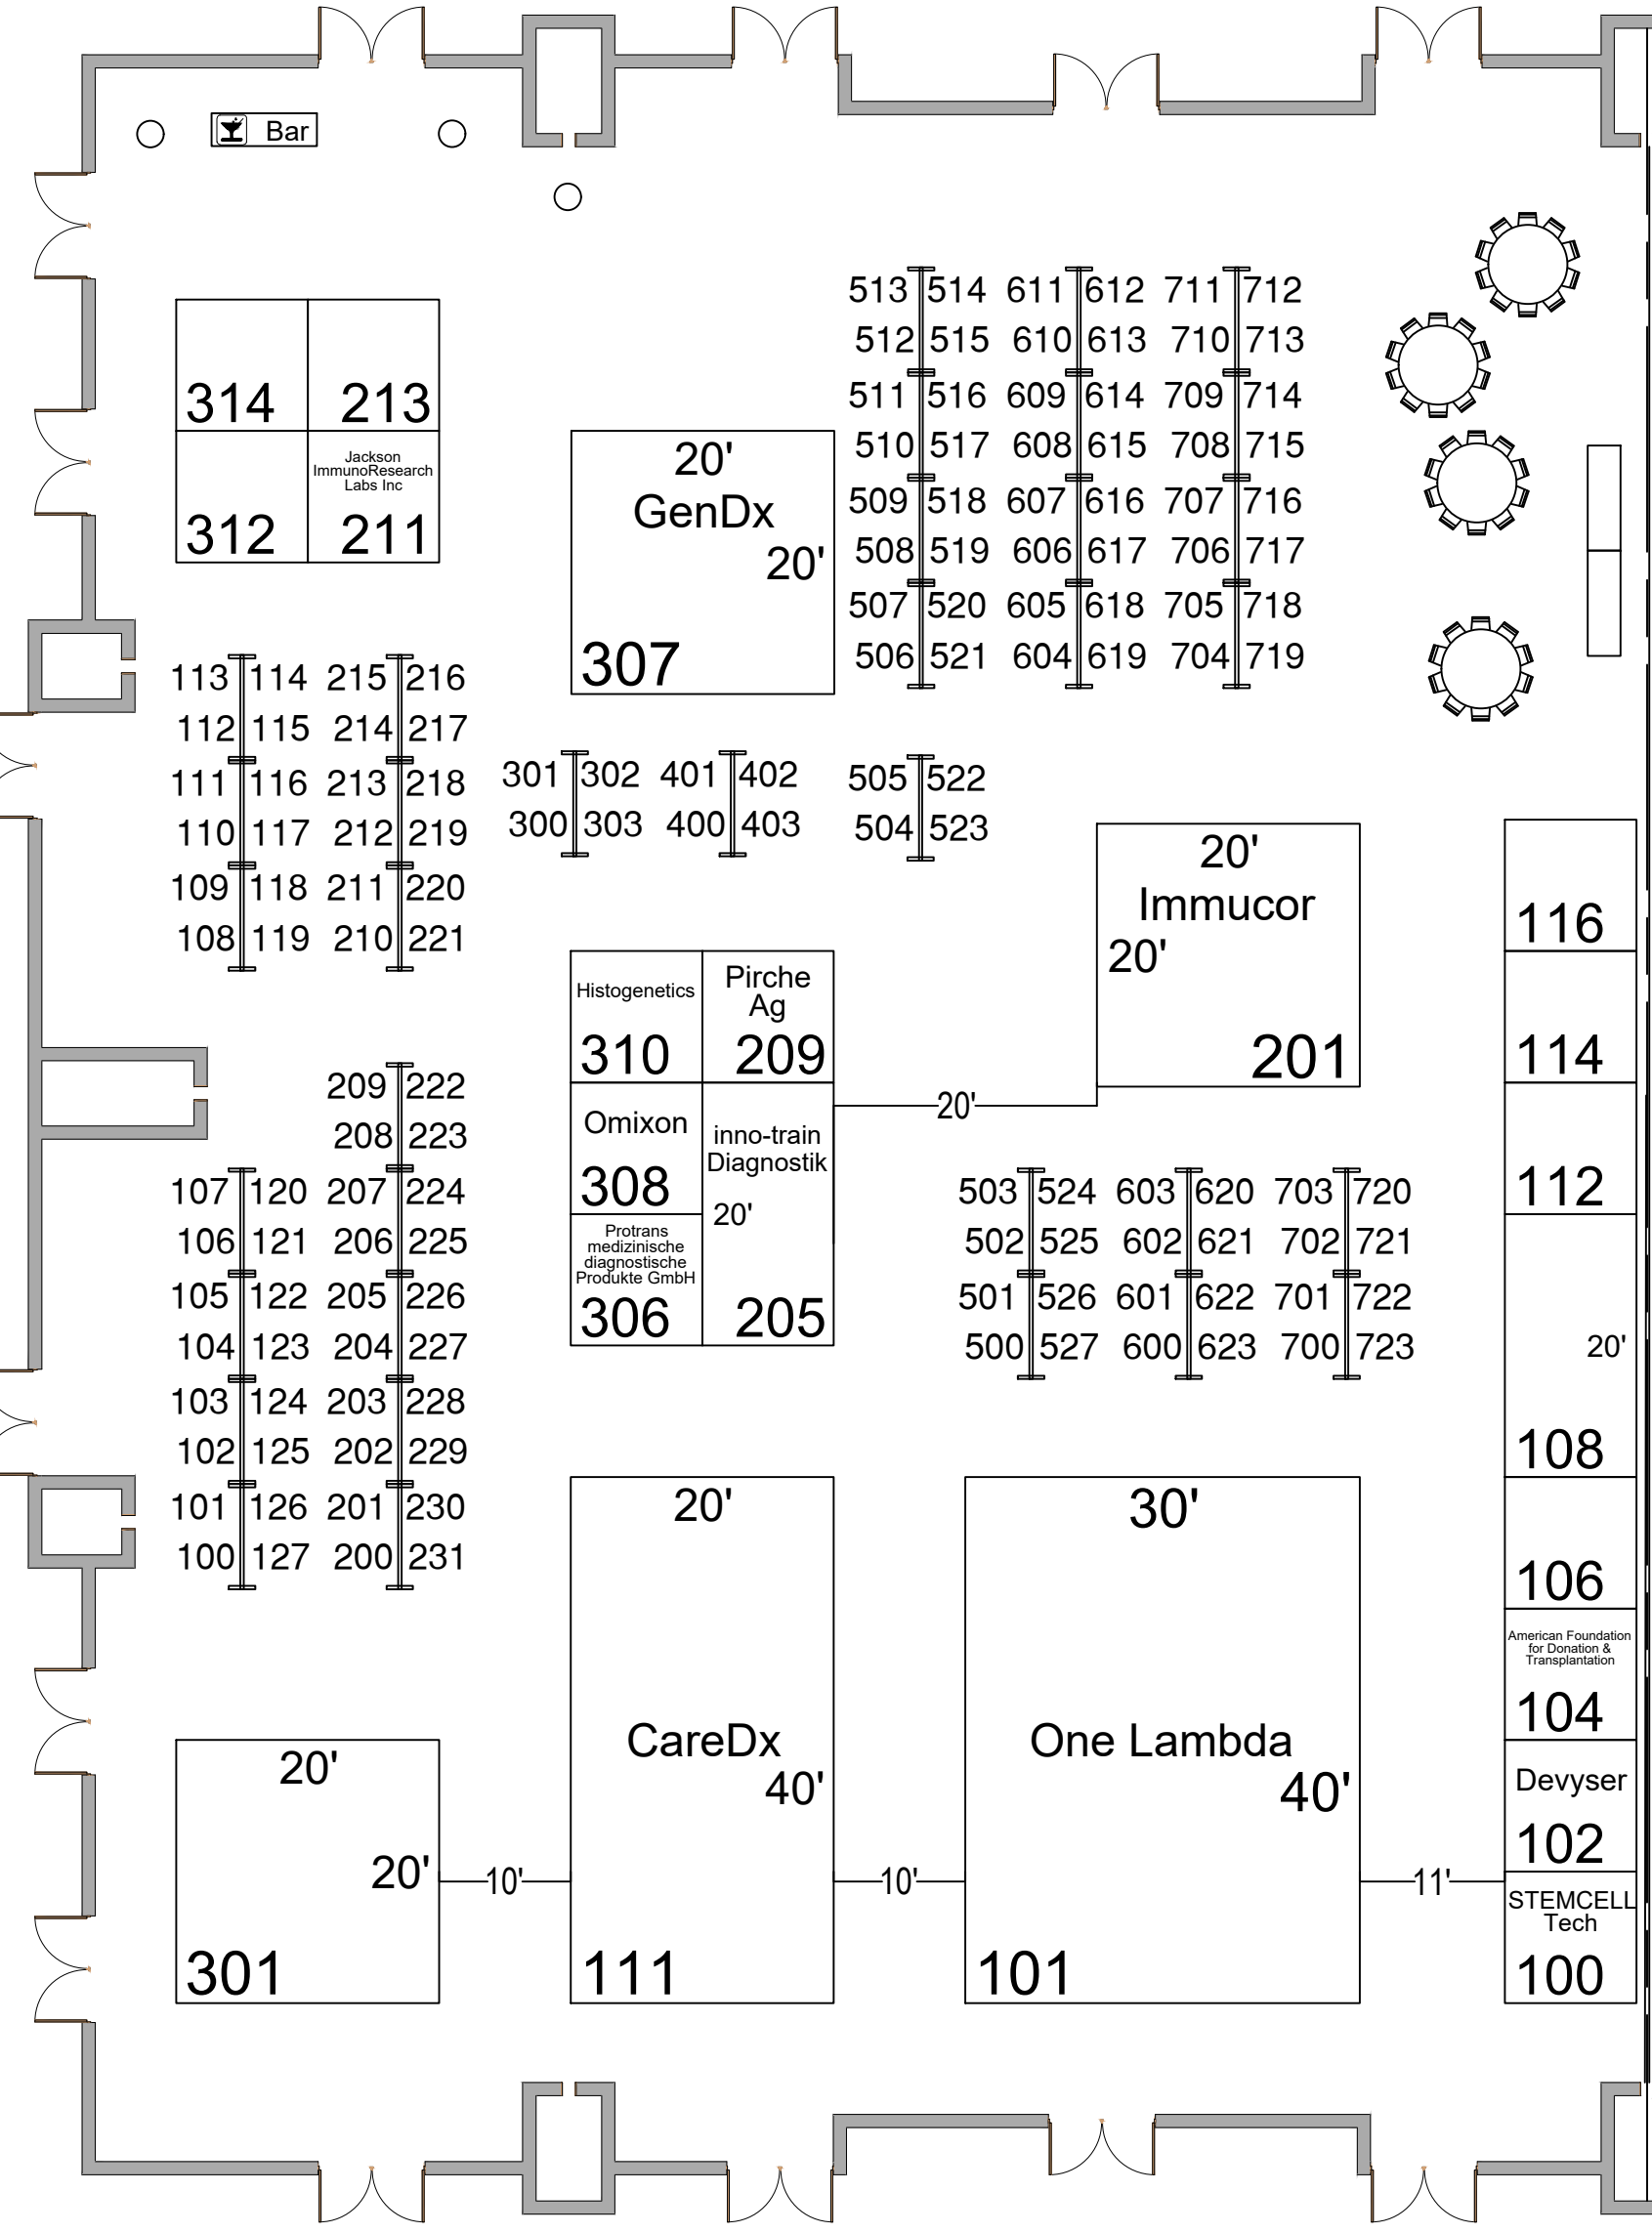 Bar
513 514 611 612 711 712
512 515 610 613 710 713
511 516 609 614 709 714
510 517 608 615 708 715
509 518 607 616 707 716
508 519 606 617 706 717
507 520 605 618 705 718
506 521 604 619 704 719
314
213
312
Jackson
ImmunoResearch
Labs Inc
211
20'
GenDx
20'
307
113 114 215 216
112 115 214 217
111 116 213 218
110 117 212 219
109 118 211 220
108 119 210 221
301 302 401 402
300 303 400 403
505 522
504 523
20'
Immucor
20'
201
116
114
112
20'
108
106
American Foundation
for Donation &
Transplantation
104
Devyser
102
STEMCELL
Tech
100
Histogenetics
310
Pirche
Ag
209
Omixon
308
inno-train
Diagnostik
20'
205
Protrans
medizinische
diagnostische
Produkte GmbH
306
20'
209 222
208 223
107 120 207 224
106 121 206 225
105 122 205 226
104 123 204 227
103 124 203 228
102 125 202 229
101 126 201 230
100 127 200 231
503 524 603 620 703 720
502 525 602 621 702 721
501 526 601 622 701 722
500 527 600 623 700 723
20'
CareDx
40'
111
30'
One Lambda
40'
101
20'
20'
301
10'
10'
11'